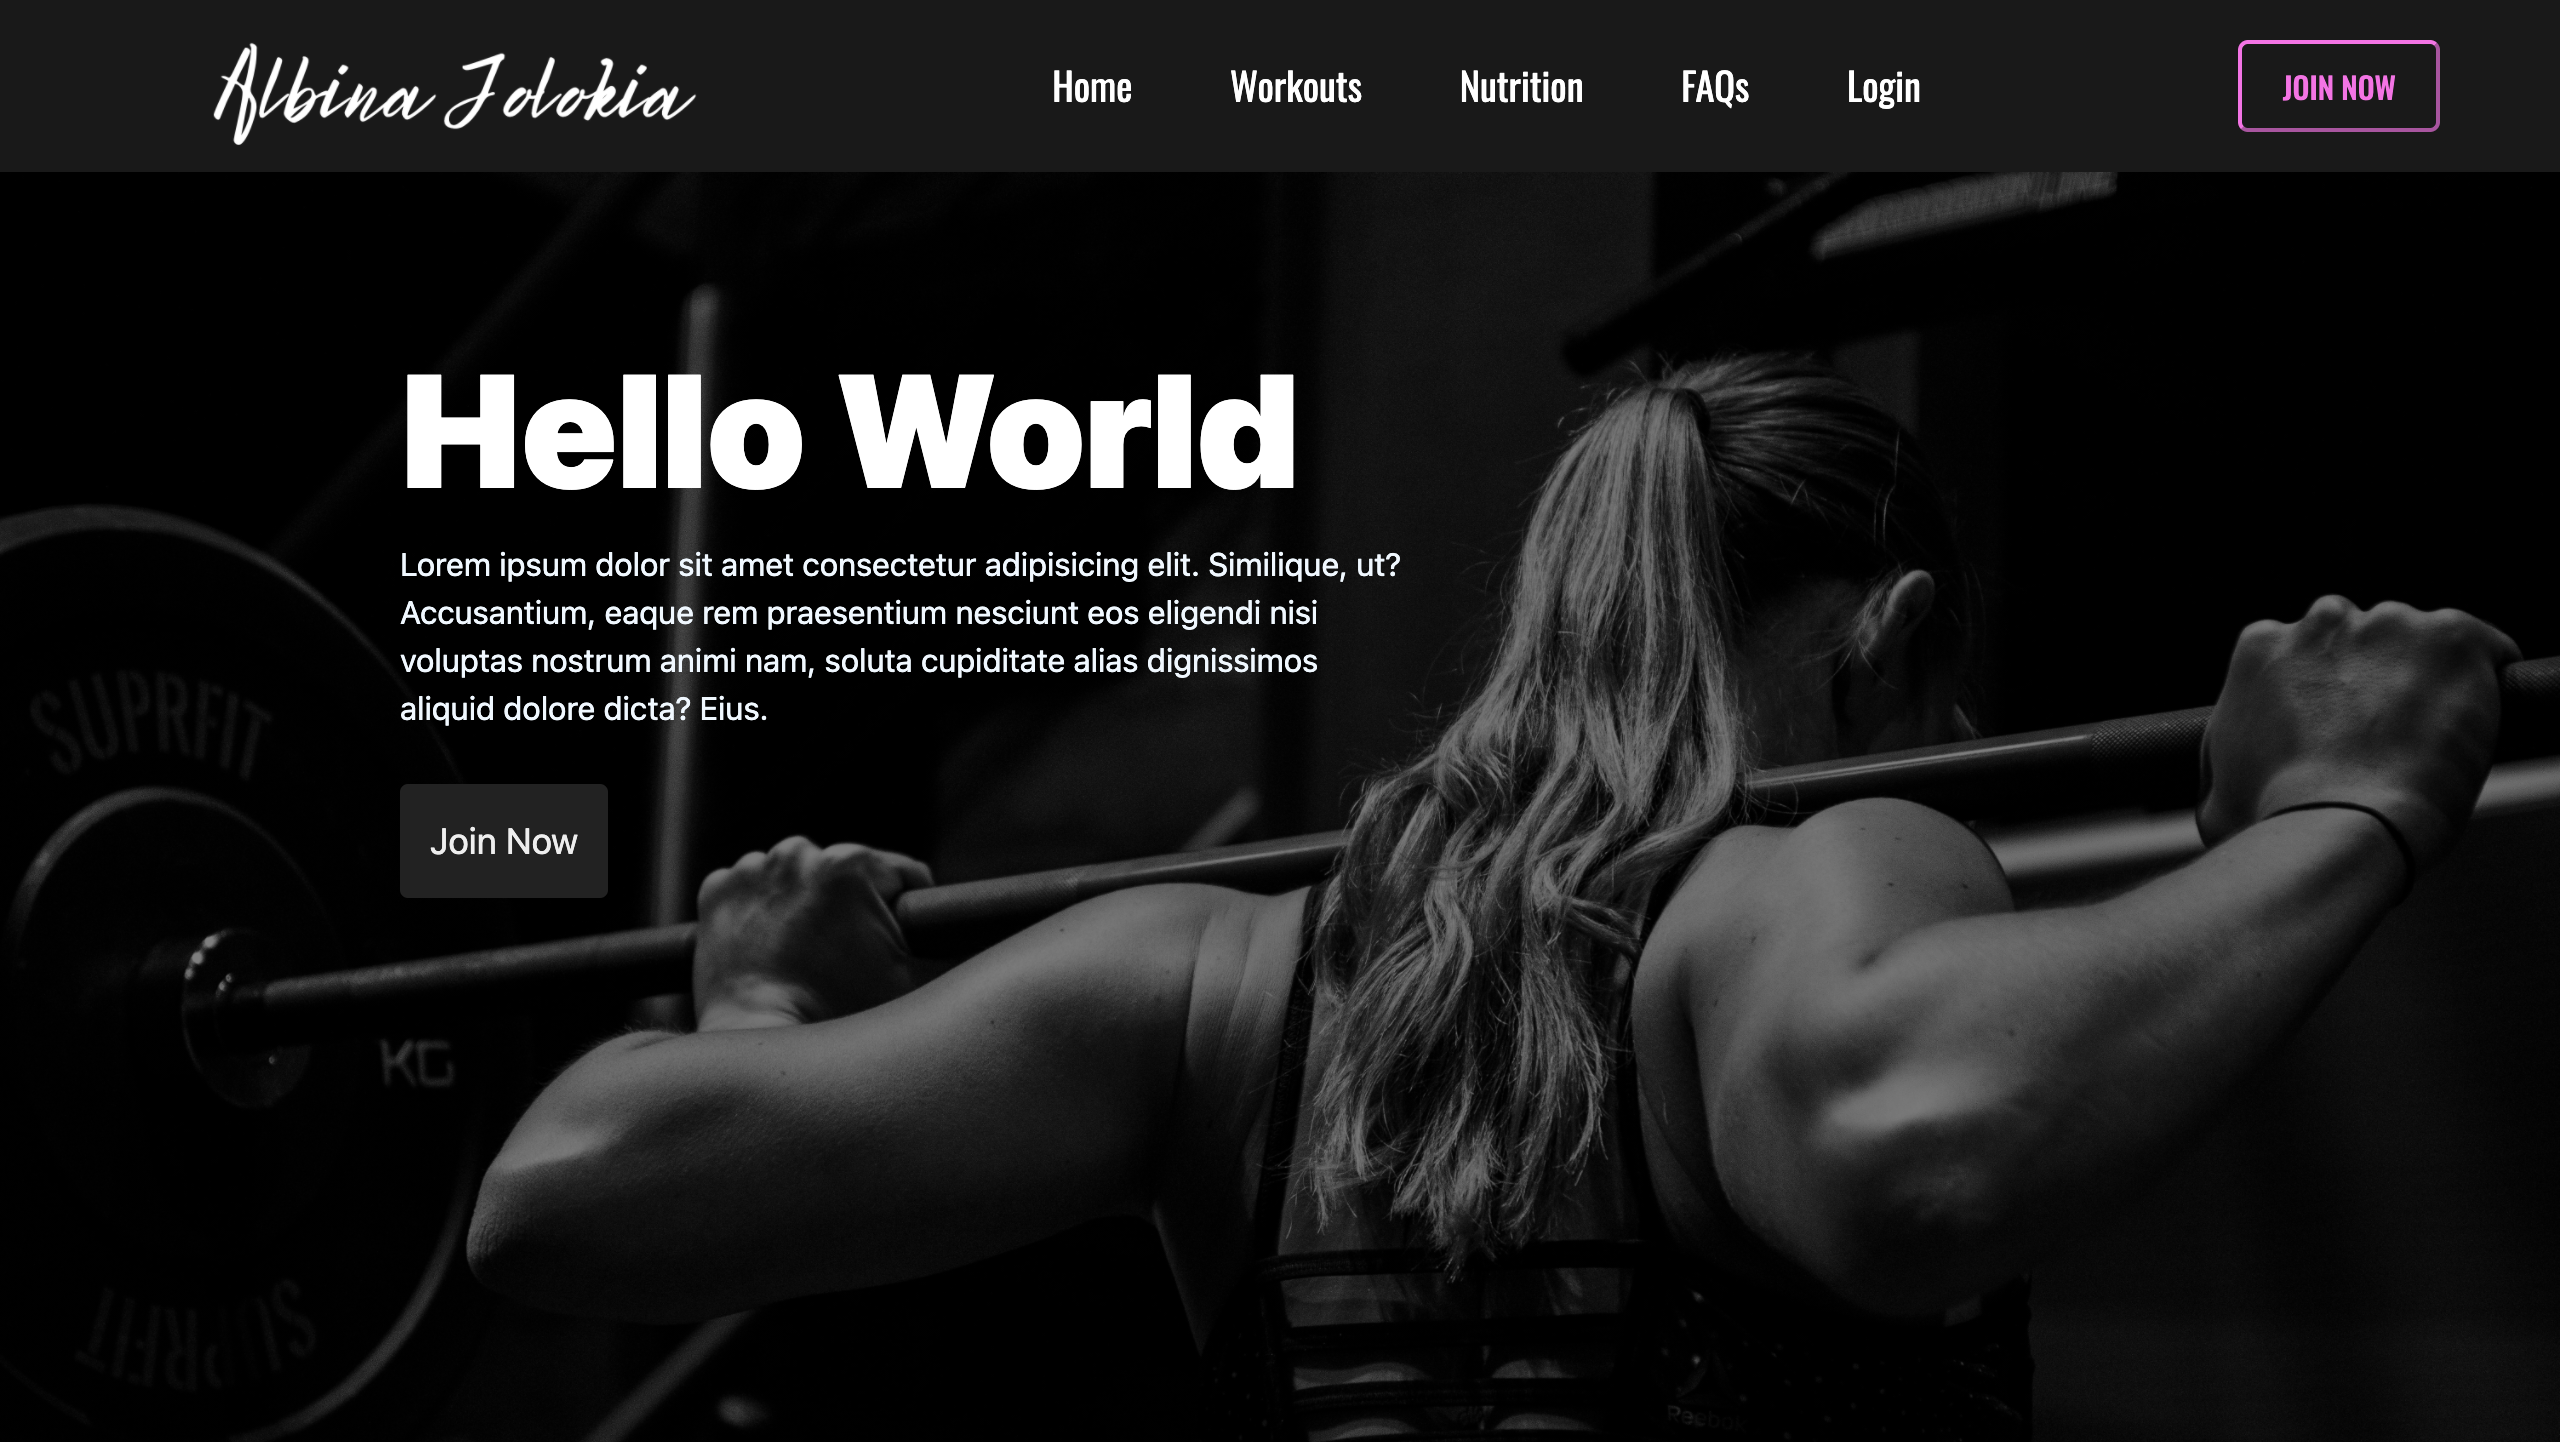 Albina Jolokia
Home Workouts Nutrition FAQs Login JOIN NOW
Hello World
Lorem ipsum dolor sit amet consectetur adipisicing elit. Similique, ut?
Accusantium, eaque rem praesentium nesciunt eos eligendi nisi
voluptas nostrum animi nam, soluta cupiditate alias dignissimos
aliquid dolore dicta? Eius.
Join Now
SUPRFIT
KG
SUPRFIT